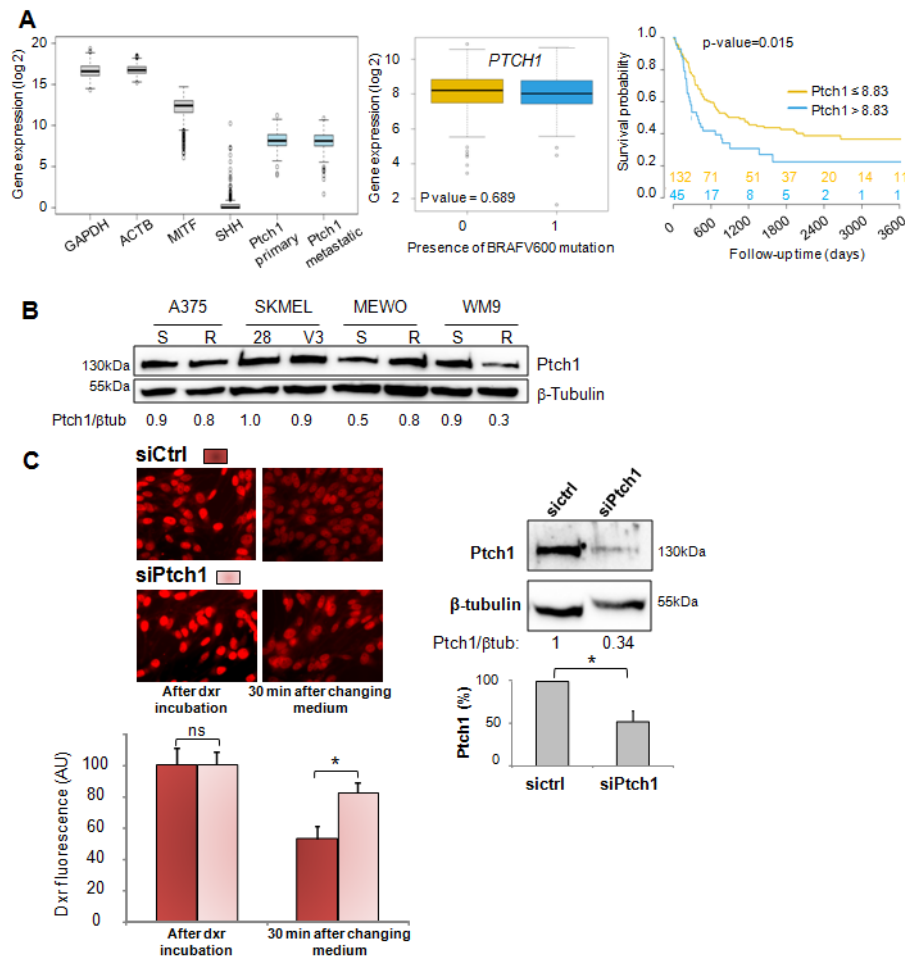 A
Gene expression (log 2)
20
15
10
5
0
GAPDH
ACTB
MITF
SHH
Ptch1 primary
Ptch1 metastatic
Gene expression (log 2)
10
8
6
4
2
PTCH1
P value = 0.689
0 1
Presence of BRAFV600 mutation
Survival probability
1.0
0.8
0.6
0.4
0.2
0.0
p-value=0.015
Ptch1 ≤ 8.83
Ptch1 > 8.83
132 71 51 37 20 14 11
45 17 8 5 2 1 1
0 600 1200 1800 2400 3000 3600
Follow-up time (days)
B
A375 SKMEL MEWO WM9
S R 28 V3 S R S R
130kDa Ptch1
55kDa β-Tubulin
Ptch1/βtub 0.9 0.8 1.0 0.9 0.5 0.8 0.9 0.3
C
siCtrl
siPtch1
After dxr incubation
30 min after changing medium
Dxr fluorescence (AU)
100
80
60
40
20
0
ns
*
After dxr incubation
30 min after changing medium
sictrl siPtch1
Ptch1 130kDa
β-tubulin 55kDa
Ptch1/βtub: 1 0.34
Ptch1 (%)
100
50
0
*
sictrl siPtch1